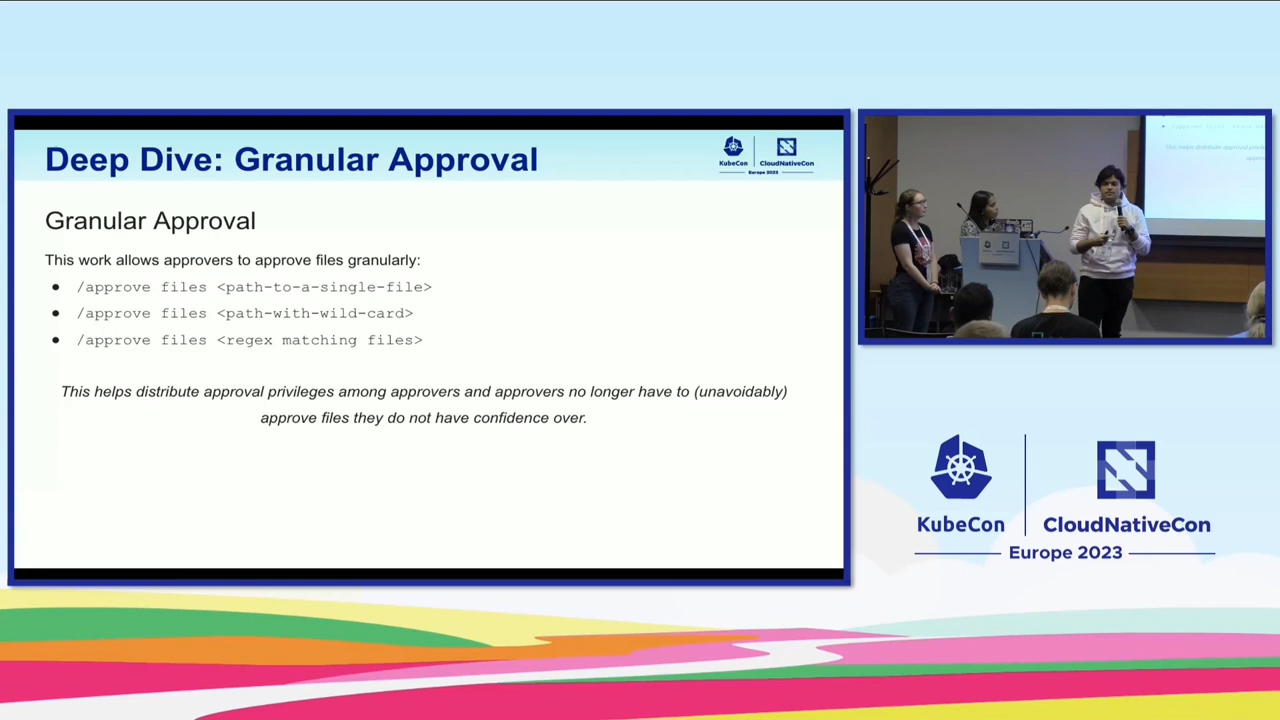 Deep Dive: Granular Approval
KubeCon
CloudNativeCon
Europe 2023
Granular Approval
This work allows approvers to approve files granularly:
● /approve files <path-to-a-single-file>
● /approve files <path-with-wild-card>
● /approve files <regex matching files>
This helps distribute approval privileges among approvers and approvers no longer have to (unavoidably)
approve files they do not have confidence over.
KubeCon
CloudNativeCon
Europe 2023